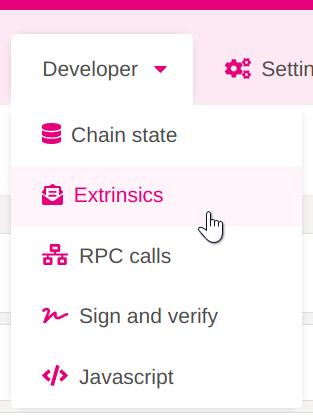 Developer
Settin
Chain state
Extrinsics
RPC calls
Sign and verify
Javascript